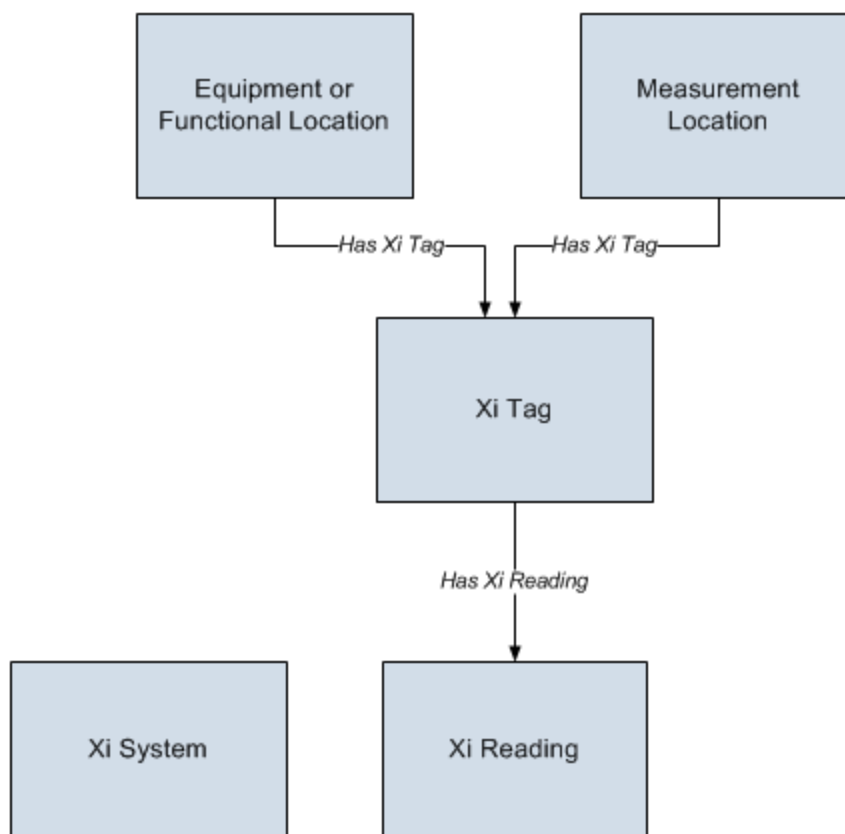 Equipment or
Functional Location
Measurement
Location
Has Xi Tag
Has Xi Tag
Xi Tag
Has Xi Reading
Xi System
Xi Reading